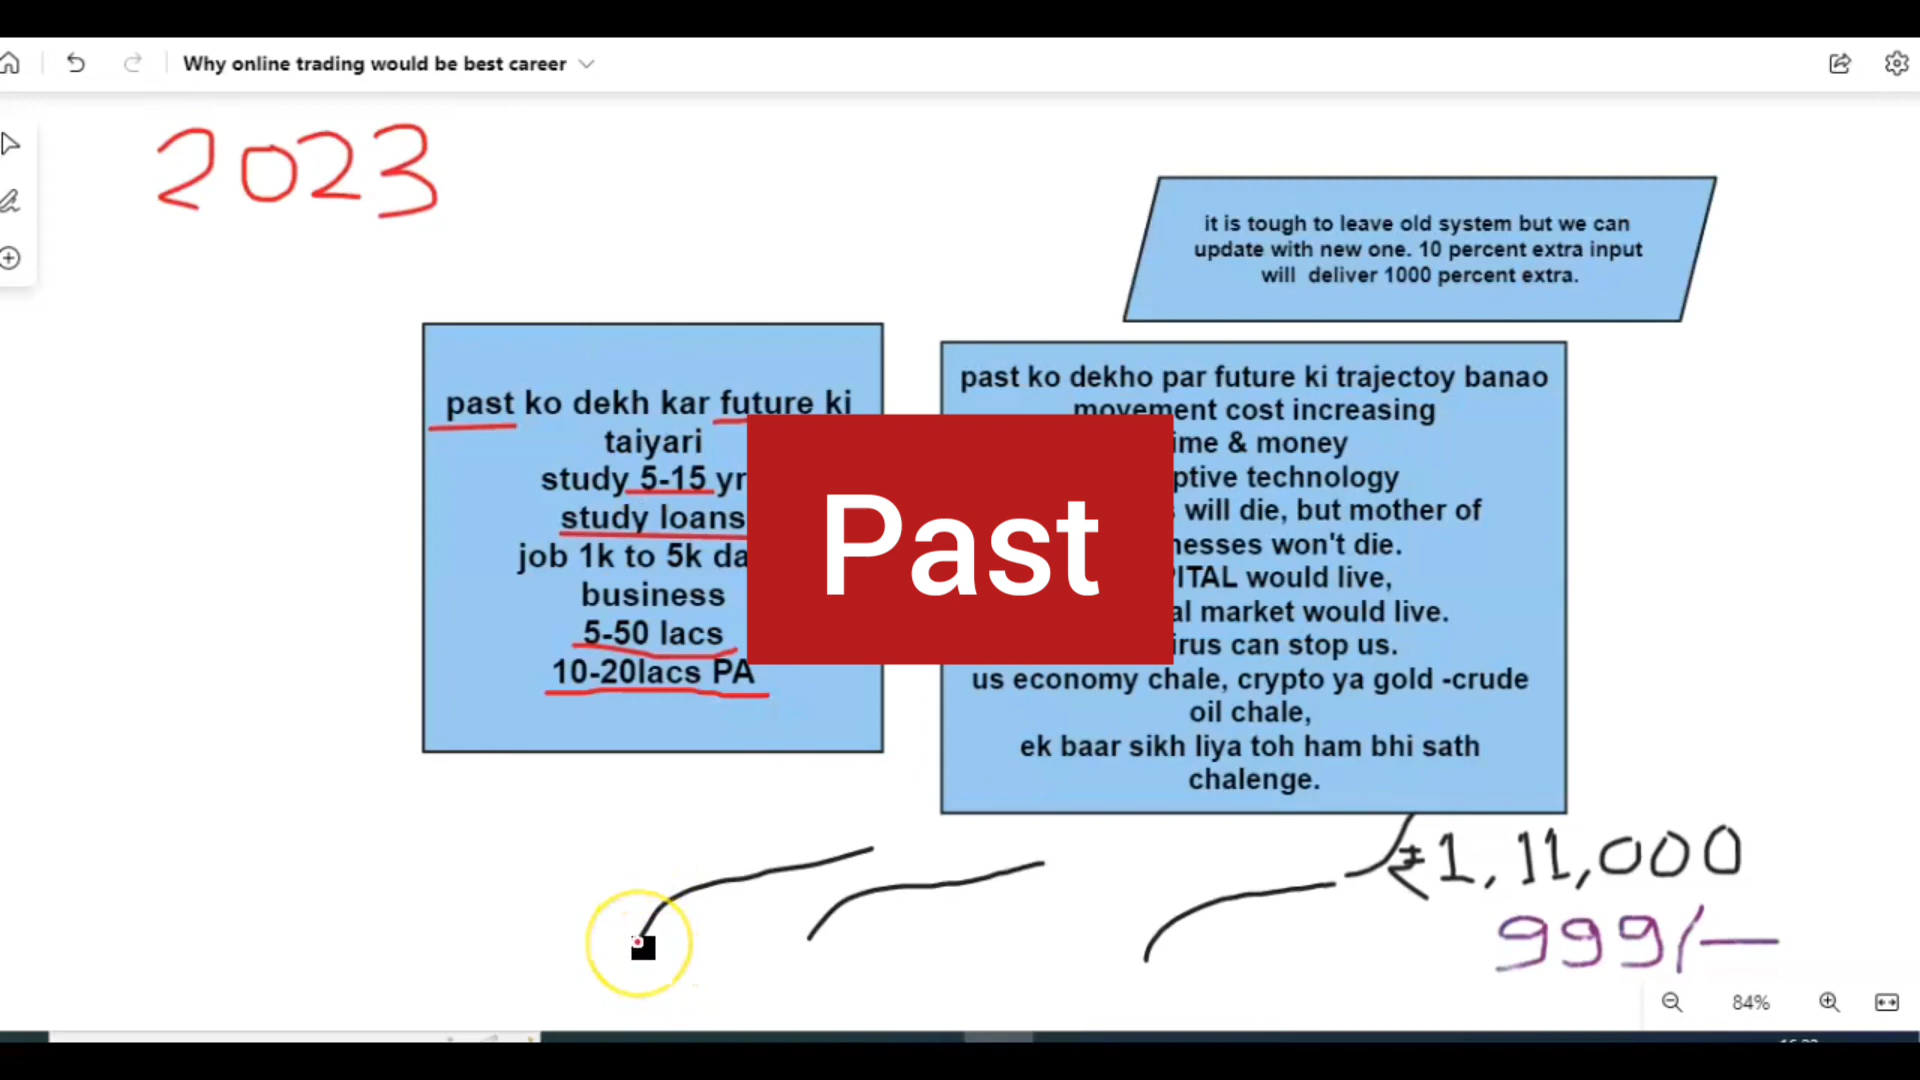 Why online trading would be best career
2023
it is tough to leave old system but we can
update with new one. 10 percent extra input
will deliver 1000 percent extra.
past ko dekh kar future ki
taiyari
study 5-15 yr
study loans
job 1k to 5k da
business
5-50 lacs
10-20lacs PA
past ko dekho par future ki trajectoy banao
movement cost increasing
ime & money
ptive technology
will die, but mother of
nesses won't die.
PITAL would live,
al market would live.
irus can stop us.
us economy chale, crypto ya gold -crude
oil chale,
ek baar sikh liya toh ham bhi sath
chalenge.
Past
₹1,11,000
999/-
84%